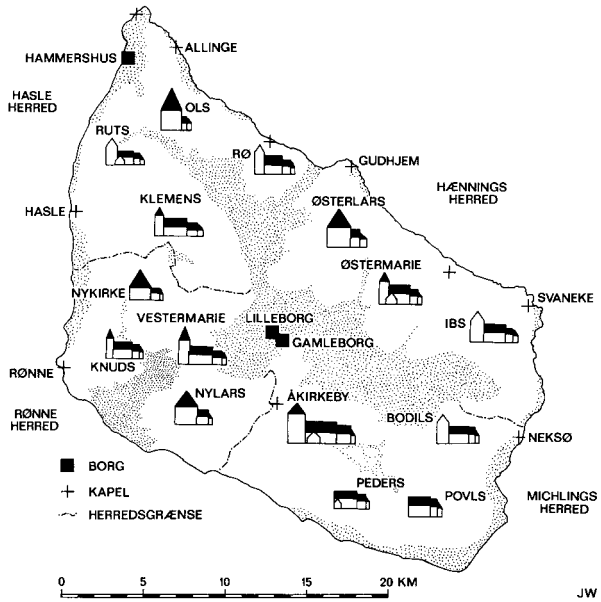 ALLINGE
HAMMERSHUS
HASLE
HERRED
OLS
RUTS
RØ
GUDHJEM
HÆNNINGS
HERRED
KLEMENS
ØSTERLARS
HASLE
ØSTERMARIE
NYKIRKE
SVANEKE
LILLEBORG
VESTERMARIE
IBS
GAMLEBORG
KNUDS
RØNNE
NYLARS
ÅKIRKEBY
RØNNE
HERRED
BODILS
NEKSØ
BORG
KAPEL
HERREDSGRÆNSE
PEDERS
POVLS
MICHLINGS
HERRED
0 5 10 15 20 KM
JW